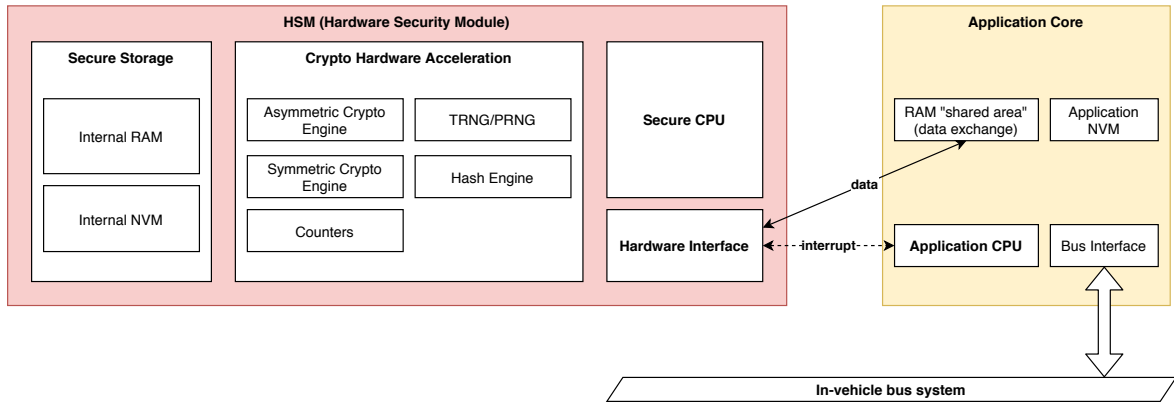 HSM (Hardware Security Module)
Secure Storage
Internal RAM
Internal NVM
Crypto Hardware Acceleration
Asymmetric Crypto
Engine
TRNG/PRNG
Symmetric Crypto
Engine
Hash Engine
Counters
Secure CPU
Hardware Interface
data
interrupt
Application Core
RAM "shared area"
(data exchange)
Application
NVM
Application CPU
Bus Interface
In-vehicle bus system